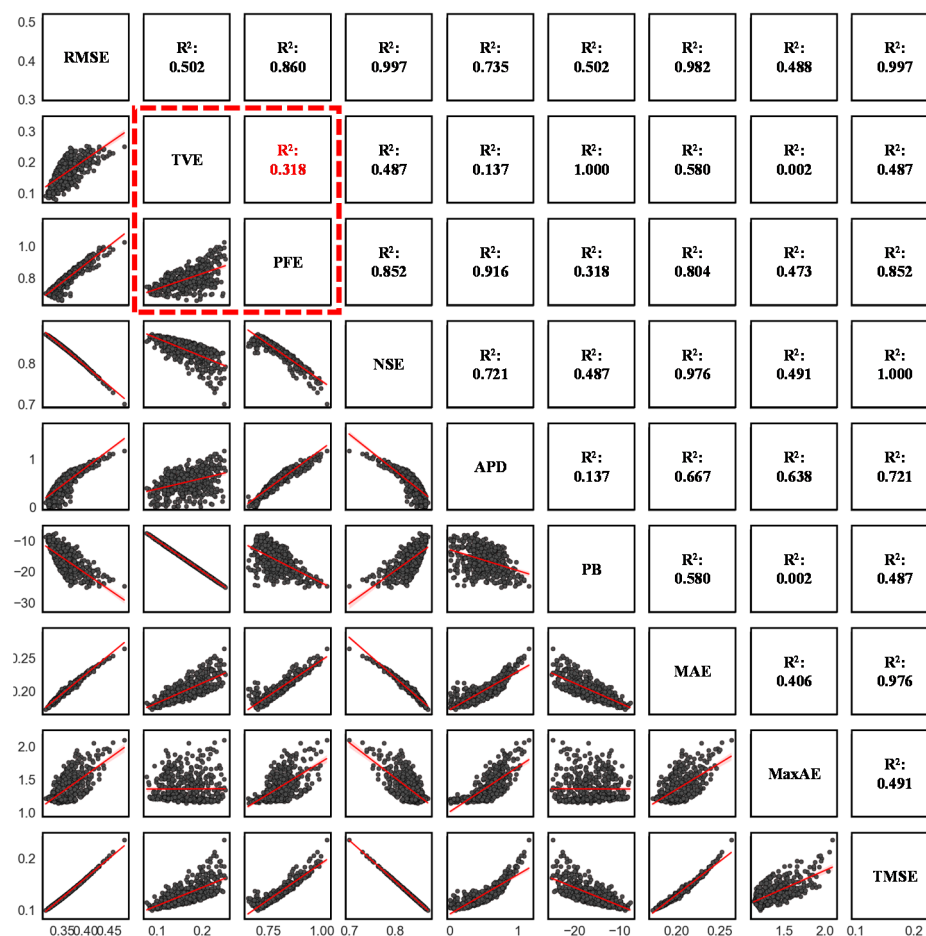 0.5
0.4
0.3
RMSE
R²:
0.502
R²:
0.860
R²:
0.997
R²:
0.735
R²:
0.502
R²:
0.982
R²:
0.488
R²:
0.997
0.3
0.2
0.1
TVE
R²:
0.318
R²:
0.487
R²:
0.137
R²:
1.000
R²:
0.580
R²:
0.002
R²:
0.487
1.0
0.8
PFE
R²:
0.852
R²:
0.916
R²:
0.318
R²:
0.804
R²:
0.473
R²:
0.852
0.8
0.7
NSE
R²:
0.721
R²:
0.487
R²:
0.976
R²:
0.491
R²:
1.000
1
0
APD
R²:
0.137
R²:
0.667
R²:
0.638
R²:
0.721
−10
−20
−30
PB
R²:
0.580
R²:
0.002
R²:
0.487
0.25
0.20
MAE
R²:
0.406
R²:
0.976
2.0
1.5
1.0
MaxAE
R²:
0.491
0.2
0.1
TMSE
0.35 0.40 0.45 0.1 0.2 0.75 1.00 0.7 0.8 0 1 −20 −10 0.20 0.25 1.5 2.0 0.1 0.2